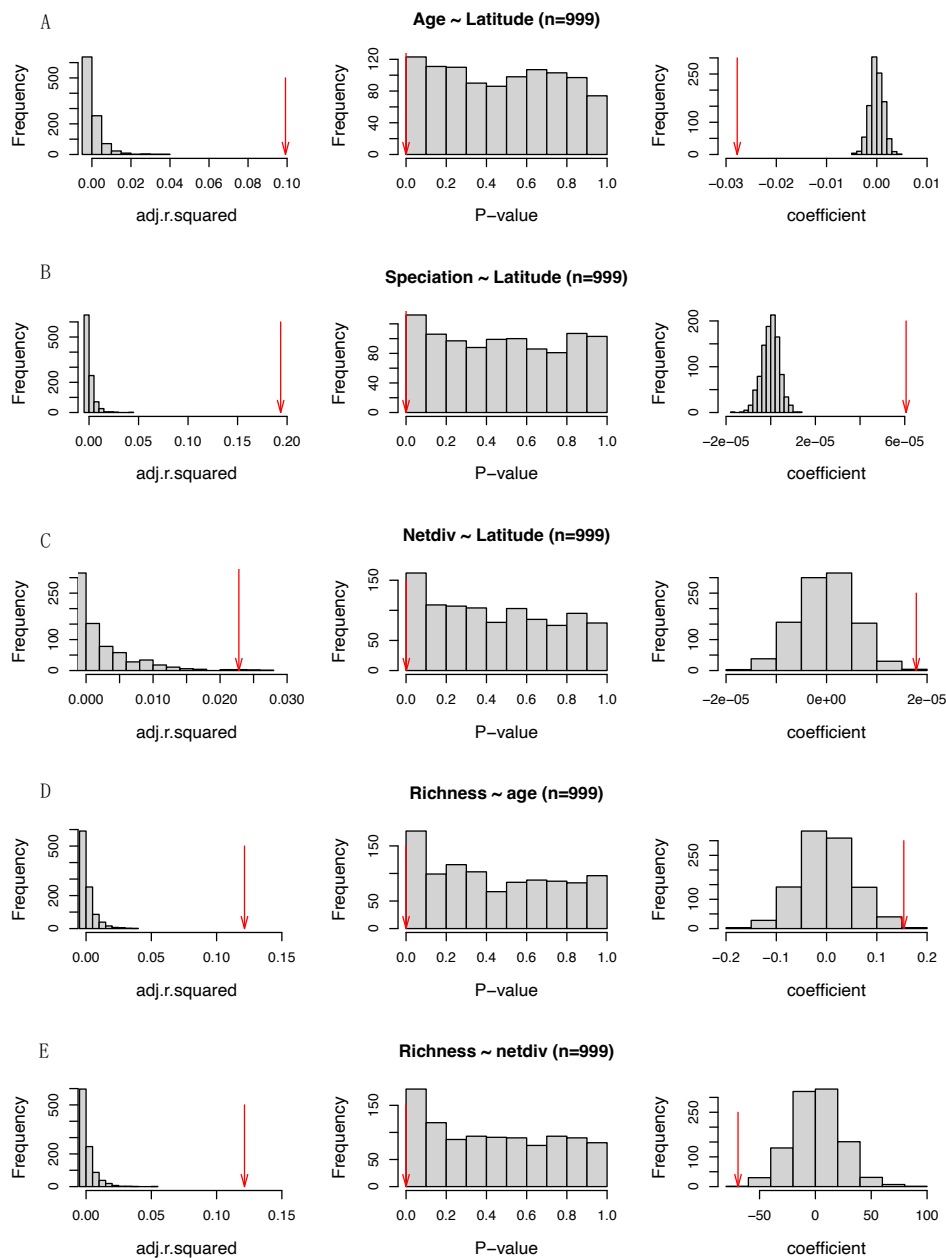 A
Age ~ Latitude (n=999)
Frequency
0 200 500
0.00 0.02 0.04 0.06 0.08 0.10
adj.r.squared
Frequency
0 40 80 120
0.0 0.2 0.4 0.6 0.8 1.0
P−value
Frequency
0 100 250
−0.03 −0.02 −0.01 0.00 0.01
coefficient
B
Speciation ~ Latitude (n=999)
Frequency
0 200 500
0.00 0.05 0.10 0.15 0.20
adj.r.squared
Frequency
0 40 80
0.0 0.2 0.4 0.6 0.8 1.0
P−value
Frequency
0 100 200
−2e−05 2e−05 6e−05
coefficient
C
Netdiv ~ Latitude (n=999)
Frequency
0 100 250
0.000 0.010 0.020 0.030
adj.r.squared
Frequency
0 50 150
0.0 0.2 0.4 0.6 0.8 1.0
P−value
Frequency
0 100 250
−2e−05 0e+00 2e−05
coefficient
D
Richness ~ age (n=999)
Frequency
0 200 500
0.00 0.05 0.10 0.15
adj.r.squared
Frequency
0 50 150
0.0 0.2 0.4 0.6 0.8 1.0
P−value
Frequency
0 100 250
−0.2 −0.1 0.0 0.1 0.2
coefficient
E
Richness ~ netdiv (n=999)
Frequency
0 200 500
0.00 0.05 0.10 0.15
adj.r.squared
Frequency
0 50 150
0.0 0.2 0.4 0.6 0.8 1.0
P−value
Frequency
0 100 250
−50 0 50 100
coefficient